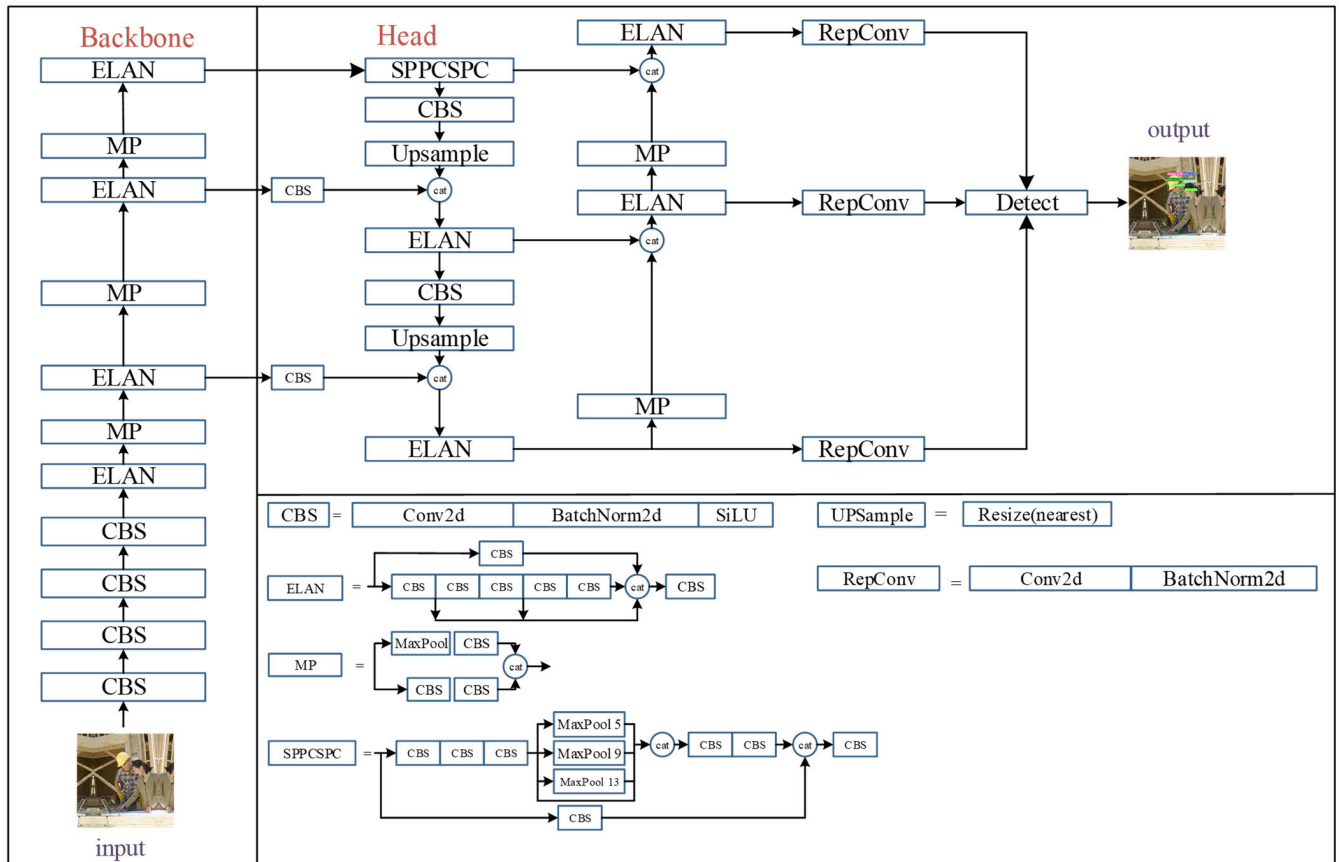 Backbone
ELAN
MP
ELAN
MP
ELAN
MP
ELAN
CBS
CBS
CBS
CBS
input
Head
SPPCSPC
CBS
Upsample
CBS
cat
ELAN
CBS
Upsample
CBS
cat
ELAN
ELAN
cat
MP
ELAN
cat
MP
RepConv
RepConv
RepConv
Detect
output
CBS = Conv2d BatchNorm2d SiLU
UPSample = Resize(nearest)
CBS
ELAN = CBS CBS CBS CBS CBS cat CBS
RepConv = Conv2d BatchNorm2d
MaxPool CBS
MP = cat
CBS CBS
MaxPool 5
SPPCSPC = CBS CBS CBS MaxPool 9 cat CBS CBS cat CBS
MaxPool 13
CBS